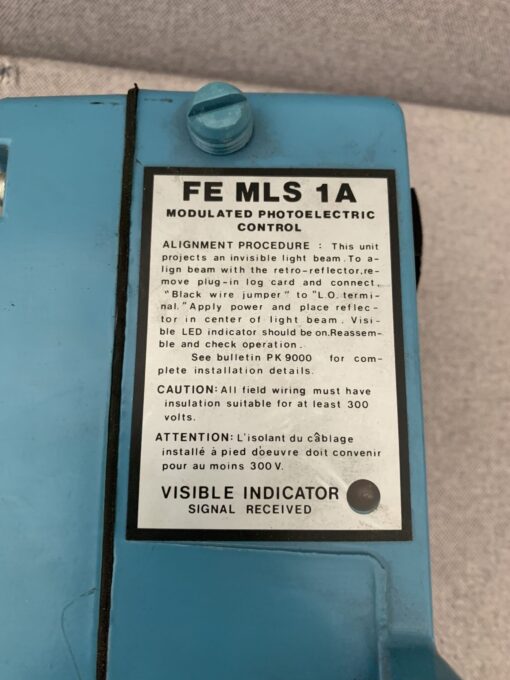 FE MLS 1A
MODULATED PHOTOELECTRIC
CONTROL
ALIGNMENT PROCEDURE : This unit
projects an invisible light beam. To a-
lign beam with the retro-reflector, re-
move plug-in log card and connect,
"Black wire jumper" to "L.O. termi-
nal." Apply power and place reflec-
tor in center of light beam. Visi-
ble LED indicator should be on. Reassem-
ble and check operation.
See bulletin PK 9000 for com-
plete installation details.
CAUTION: All field wiring must have
insulation suitable for at least 300
volts.
ATTENTION: L'isolant du câblage
installé à pied d'oeuvre doit convenir
pour au moins 300 V.
VISIBLE INDICATOR
SIGNAL RECEIVED